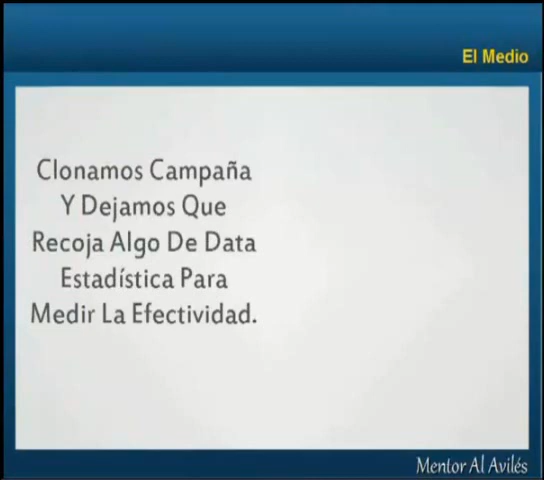 El Medio
Clonamos Campaña
Y Dejamos Que
Recoja Algo De Data
Estadística Para
Medir La Efectividad.
Mentor Al Avilés